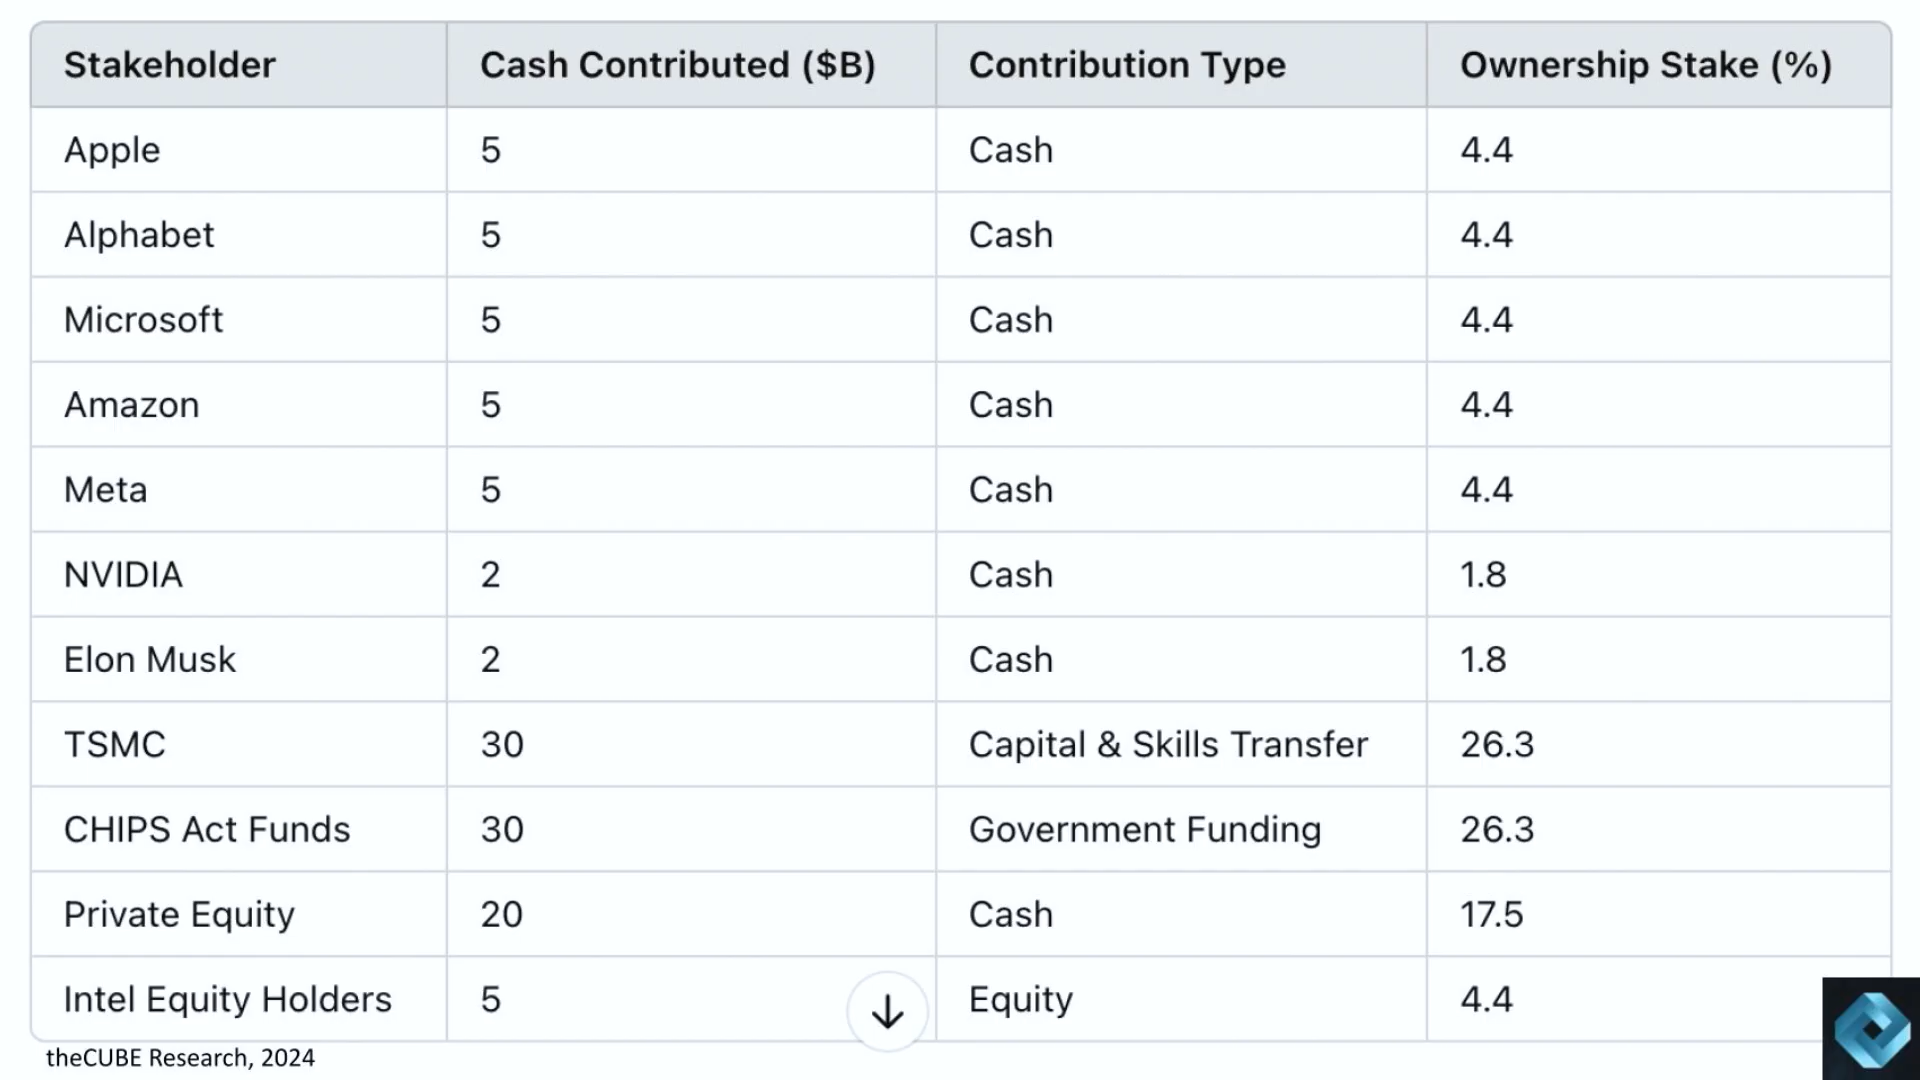 Stakeholder Cash Contributed ($B) Contribution Type Ownership Stake (%)
Apple 5 Cash 4.4
Alphabet 5 Cash 4.4
Microsoft 5 Cash 4.4
Amazon 5 Cash 4.4
Meta 5 Cash 4.4
NVIDIA 2 Cash 1.8
Elon Musk 2 Cash 1.8
TSMC 30 Capital & Skills Transfer 26.3
CHIPS Act Funds 30 Government Funding 26.3
Private Equity 20 Cash 17.5
Intel Equity Holders 5 Equity 4.4
theCUBE Research, 2024